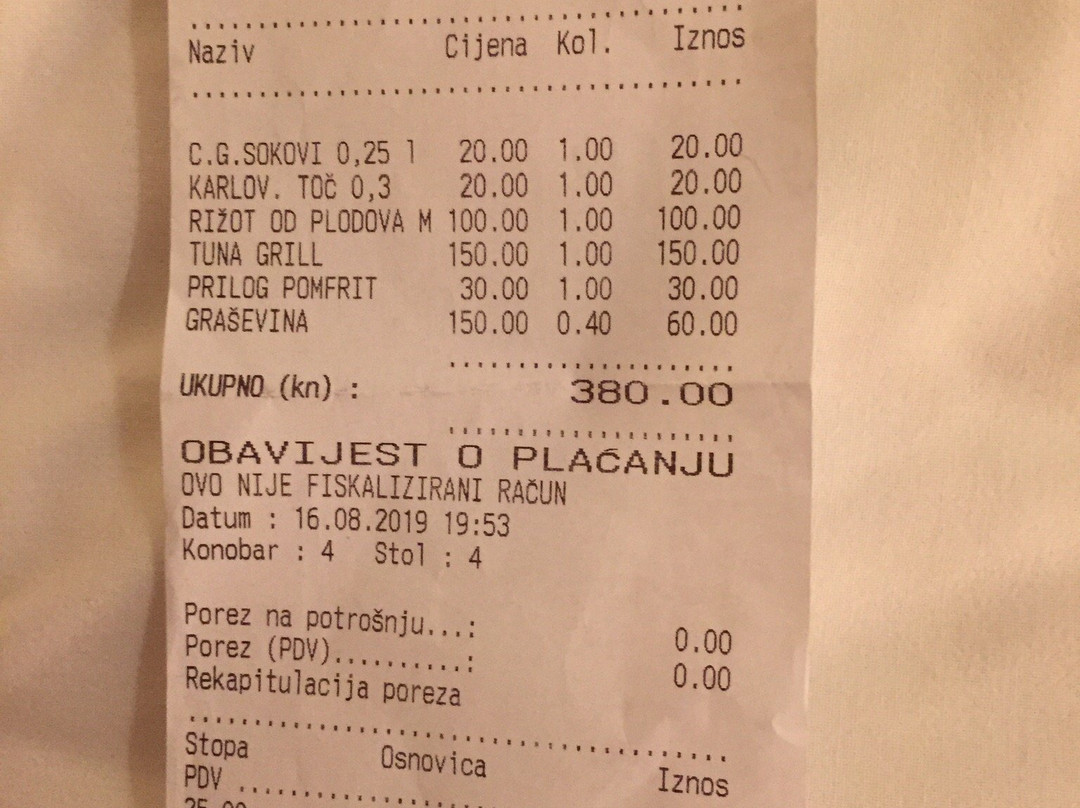 Naziv Cijena Kol. Iznos
C.G.SOKOVI 0,25 l 20.00 1.00 20.00
KARLOV. TOČ 0,3 20.00 1.00 20.00
RIŽOT OD PLODOVA M 100.00 1.00 100.00
TUNA GRILL 150.00 1.00 150.00
PRILOG POMFRIT 30.00 1.00 30.00
GRAŠEVINA 150.00 0.40 60.00
UKUPNO (kn) : 380.00
OBAVIJEST O PLAĆANJU
OVO NIJE FISKALIZIRANI RAČUN
Datum : 16.08.2019 19:53
Konobar : 4 Stol : 4
Porez na potrošnju...: 0.00
Porez (PDV)..........: 0.00
Rekapitulacija poreza
Stopa Osnovica Iznos
PDV
25.00